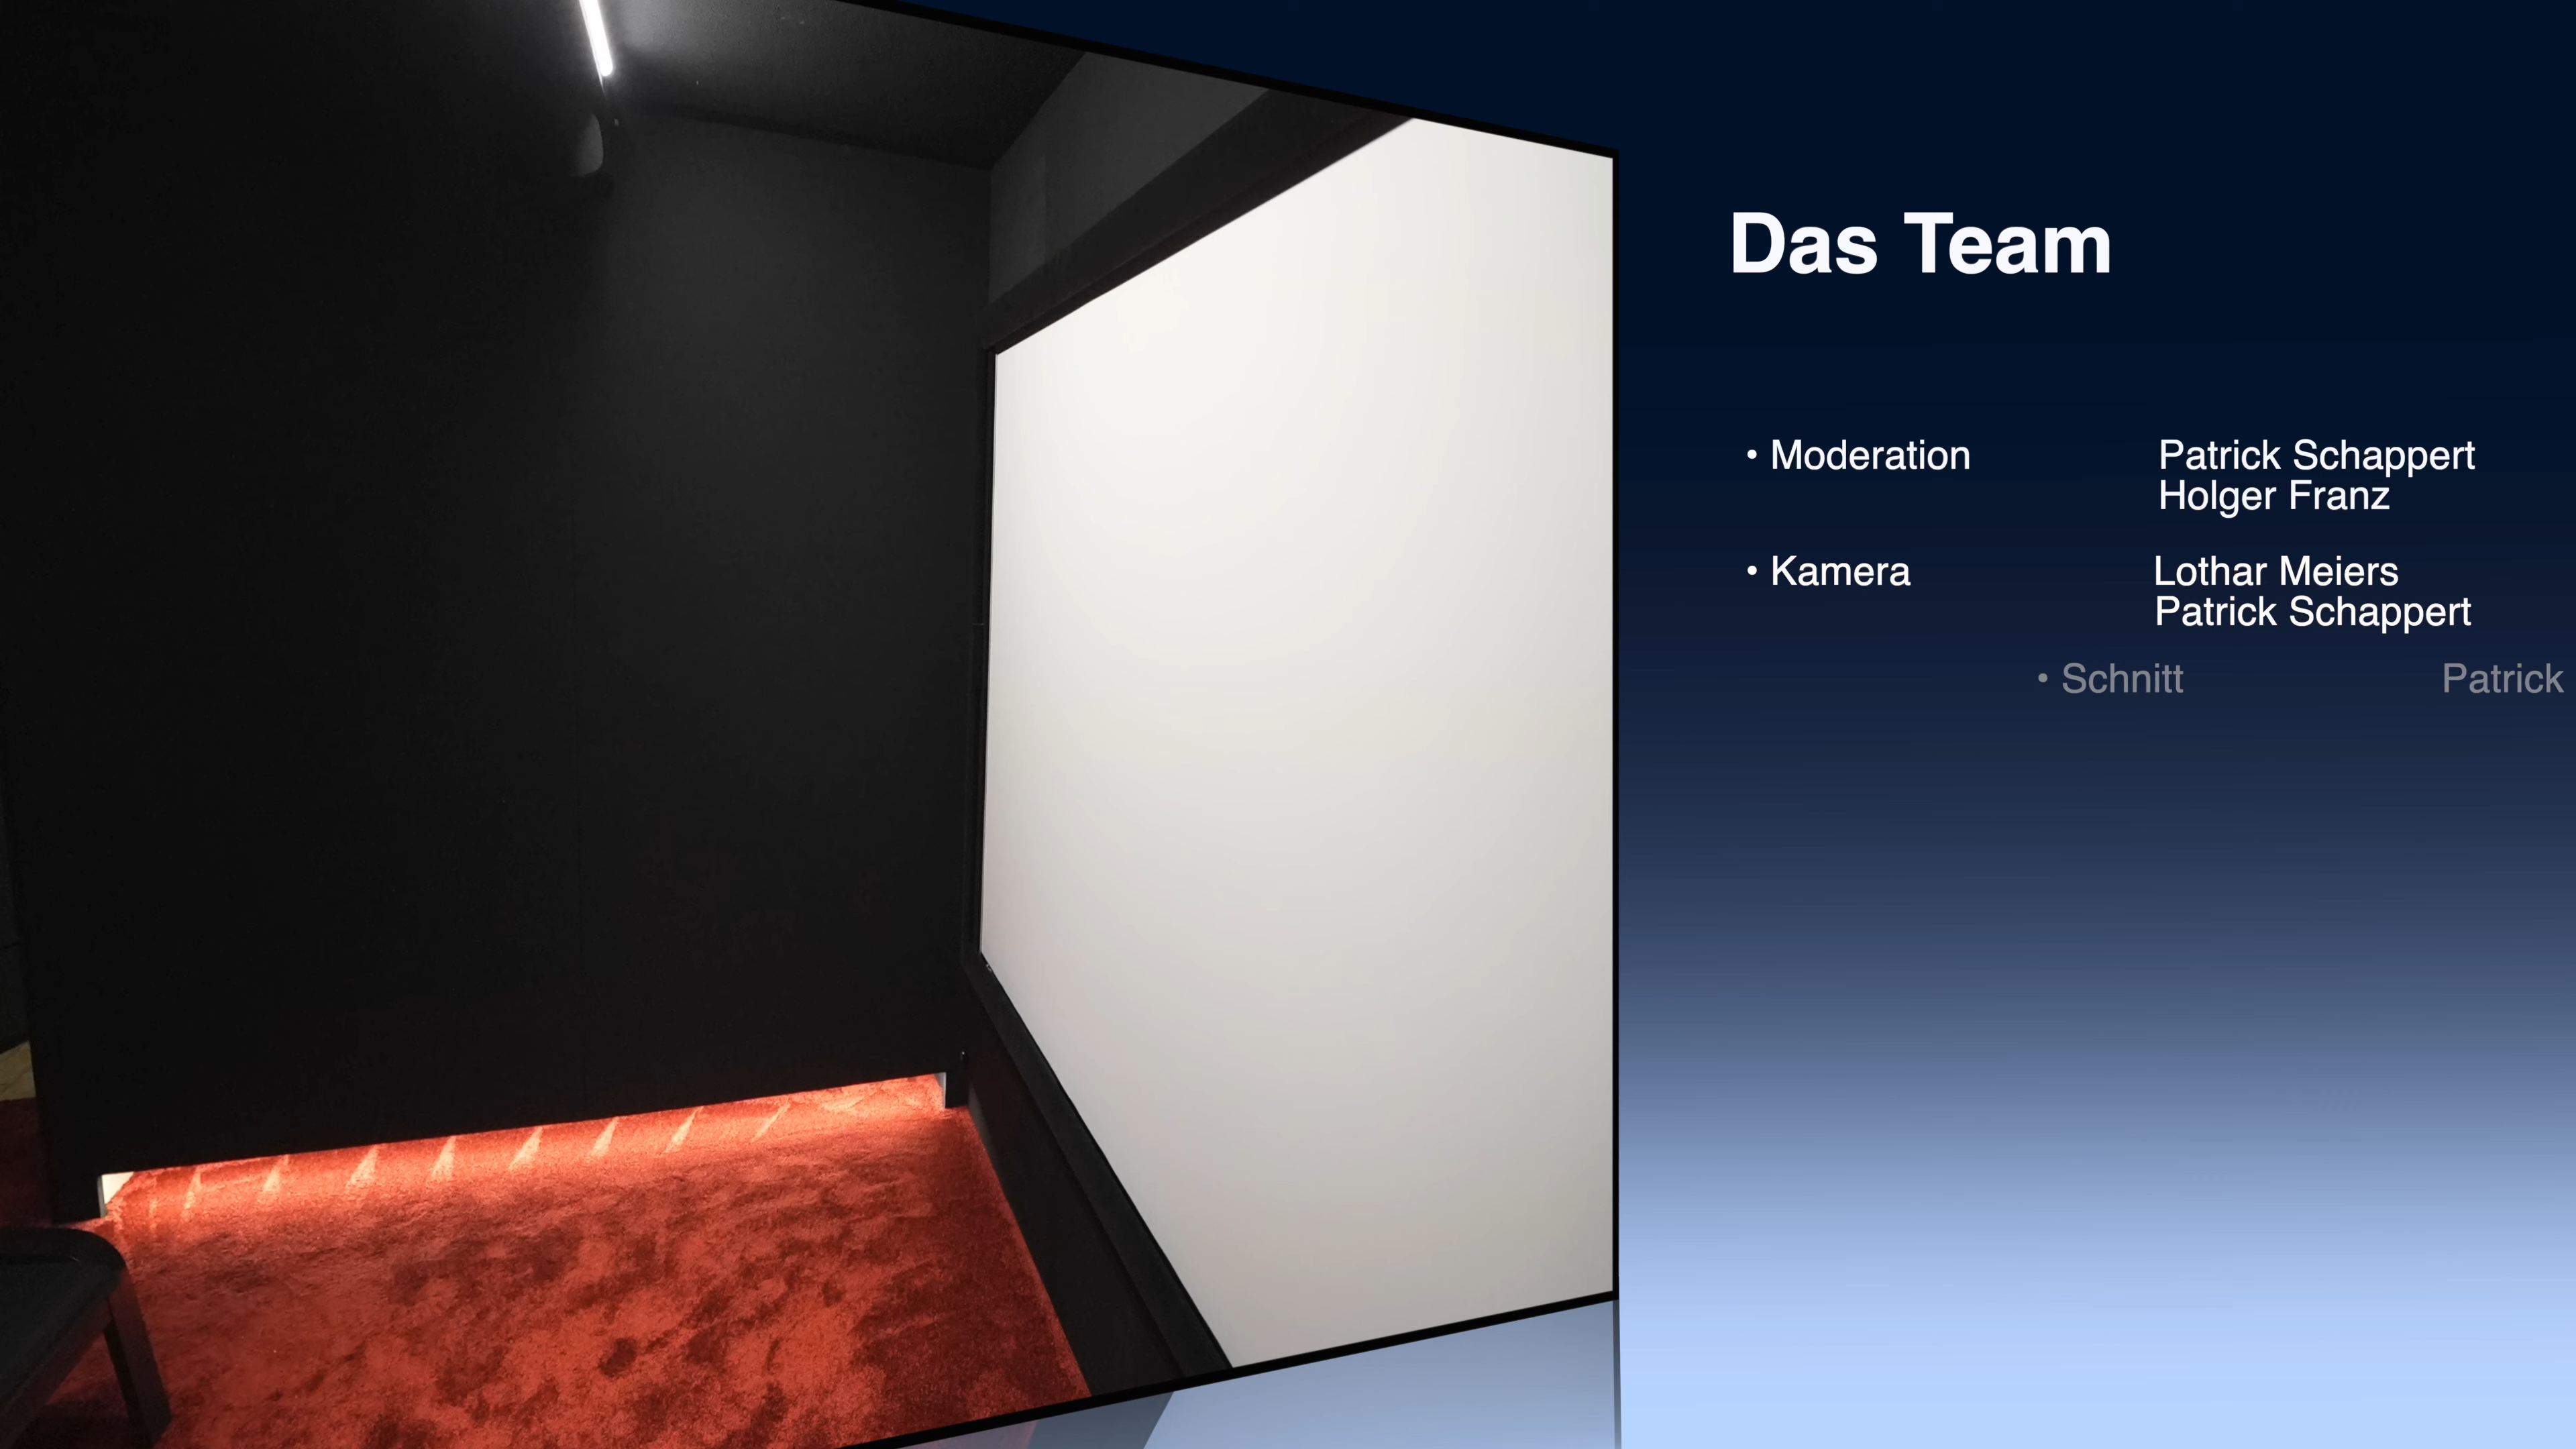 Das Team
• Moderation Patrick Schappert
Holger Franz
• Kamera Lothar Meiers
Patrick Schappert
• Schnitt Patrick